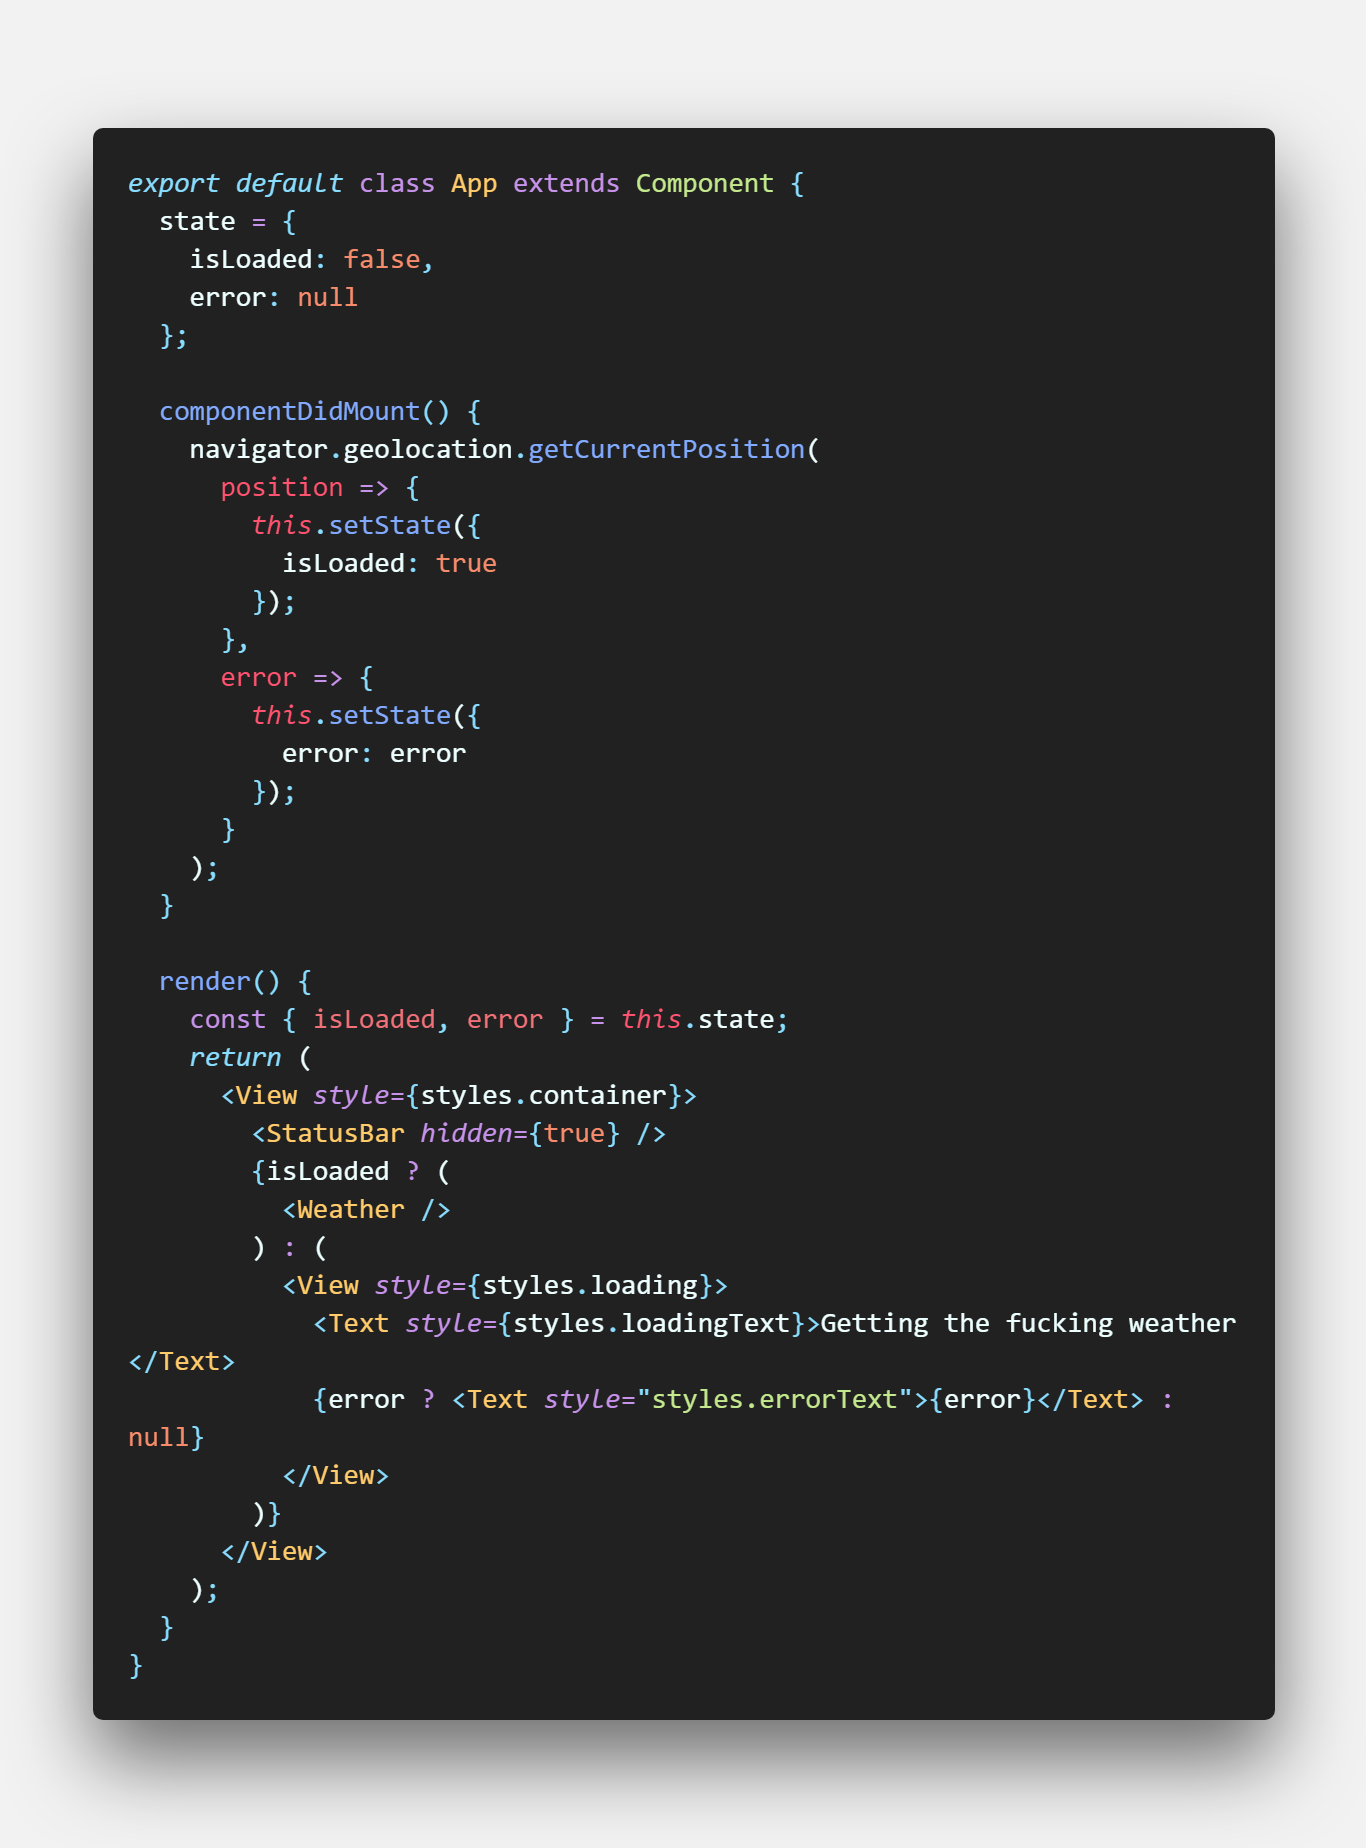 export default class App extends Component {
  state = {
    isLoaded: false,
    error: null
  };

  componentDidMount() {
    navigator.geolocation.getCurrentPosition(
      position => {
        this.setState({
          isLoaded: true
        });
      },
      error => {
        this.setState({
          error: error
        });
      }
    );
  }

  render() {
    const { isLoaded, error } = this.state;
    return (
      <View style={styles.container}>
        <StatusBar hidden={true} />
        {isLoaded ? (
          <Weather />
        ) : (
          <View style={styles.loading}>
            <Text style={styles.loadingText}>Getting the fucking weather
</Text>
            {error ? <Text style="styles.errorText">{error}</Text> :
null}
          </View>
        )}
      </View>
    );
  }
}